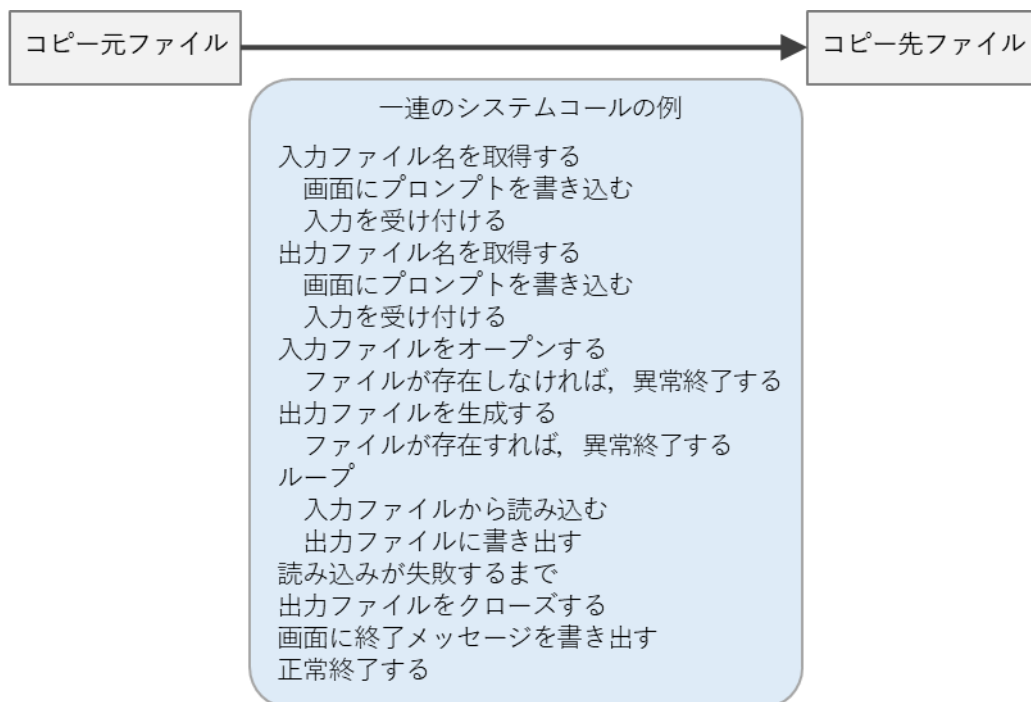 コピー元ファイル
コピー先ファイル
一連のシステムコールの例
入力ファイル名を取得する
画面にプロンプトを書き込む
入力を受け付ける
出力ファイル名を取得する
画面にプロンプトを書き込む
入力を受け付ける
入力ファイルをオープンする
ファイルが存在しなければ，異常終了する
出力ファイルを生成する
ファイルが存在すれば，異常終了する
ループ
入力ファイルから読み込む
出力ファイルに書き出す
読み込みが失敗するまで
出力ファイルをクローズする
画面に終了メッセージを書き出す
正常終了する